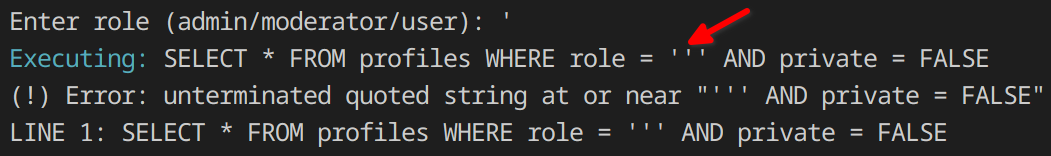 Enter role (admin/moderator/user): '
Executing: SELECT * FROM profiles WHERE role = ''' AND private = FALSE
(!) Error: unterminated quoted string at or near "''' AND private = FALSE"
LINE 1: SELECT * FROM profiles WHERE role = ''' AND private = FALSE